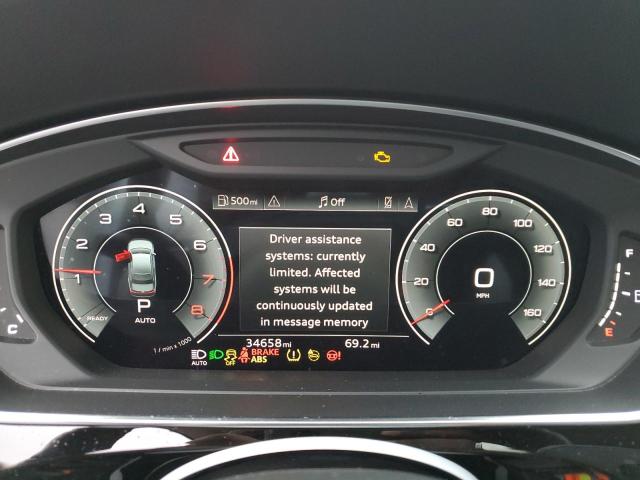 500mi
Off
Driver assistance
systems: currently
limited. Affected
systems will be
continuously updated
in message memory
1 2 3 4 5 6 7 8
P
AUTO
READY
1 / min x 1000
0 20 40 60 80 100 120 140 160
0
MPH
34658mi 69.2mi
AUTO
OFF
BRAKE
ABS
C
F
E